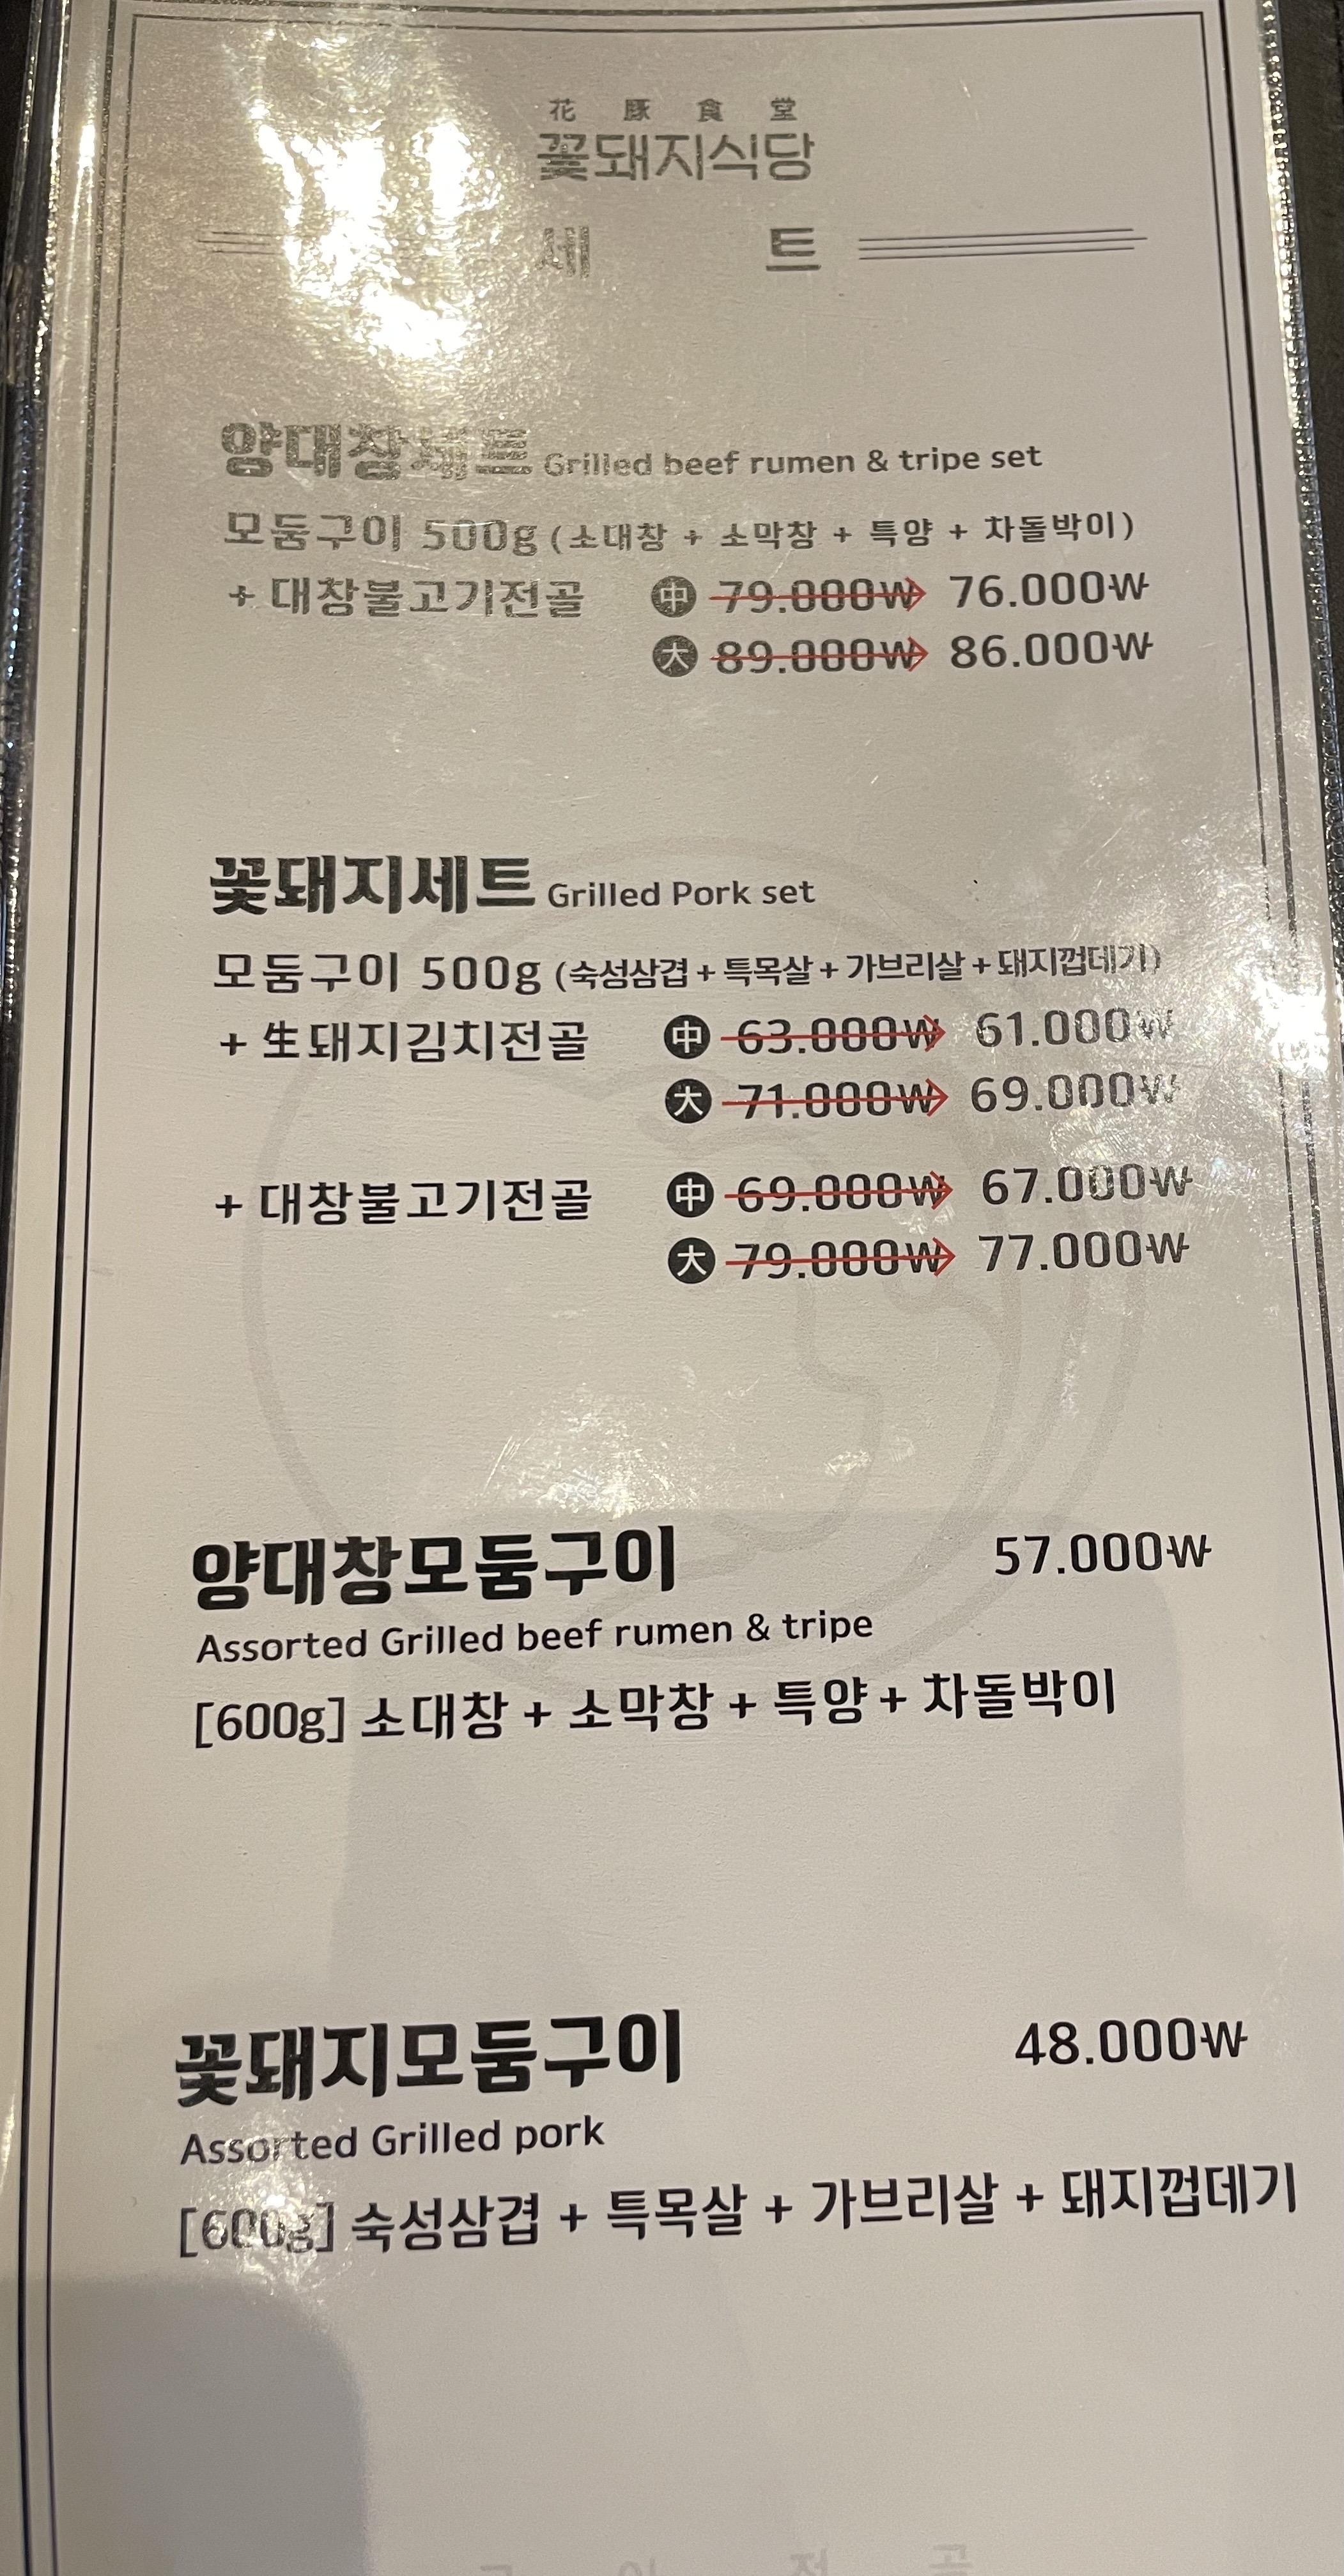 花豚食堂
꽃돼지식당
세 트
양대창세트 Grilled beef rumen & tripe set
모둠구이 500g (소대창 + 소막창 + 특양 + 차돌박이)
+ 대창불고기전골 中 79.000₩ 76.000₩
大 89.000₩ 86.000₩
꽃돼지세트 Grilled Pork set
모둠구이 500g (숙성삼겹 + 특목살 + 가브리살 + 돼지껍데기)
+ 生돼지김치전골 中 63.000₩ 61.000₩
大 71.000₩ 69.000₩
+ 대창불고기전골 中 69.000₩ 67.000₩
大 79.000₩ 77.000₩
양대창모둠구이 57.000₩
Assorted Grilled beef rumen & tripe
[600g] 소대창 + 소막창 + 특양 + 차돌박이
꽃돼지모둠구이 48.000₩
Assorted Grilled pork
[600g] 숙성삼겹 + 특목살 + 가브리살 + 돼지껍데기